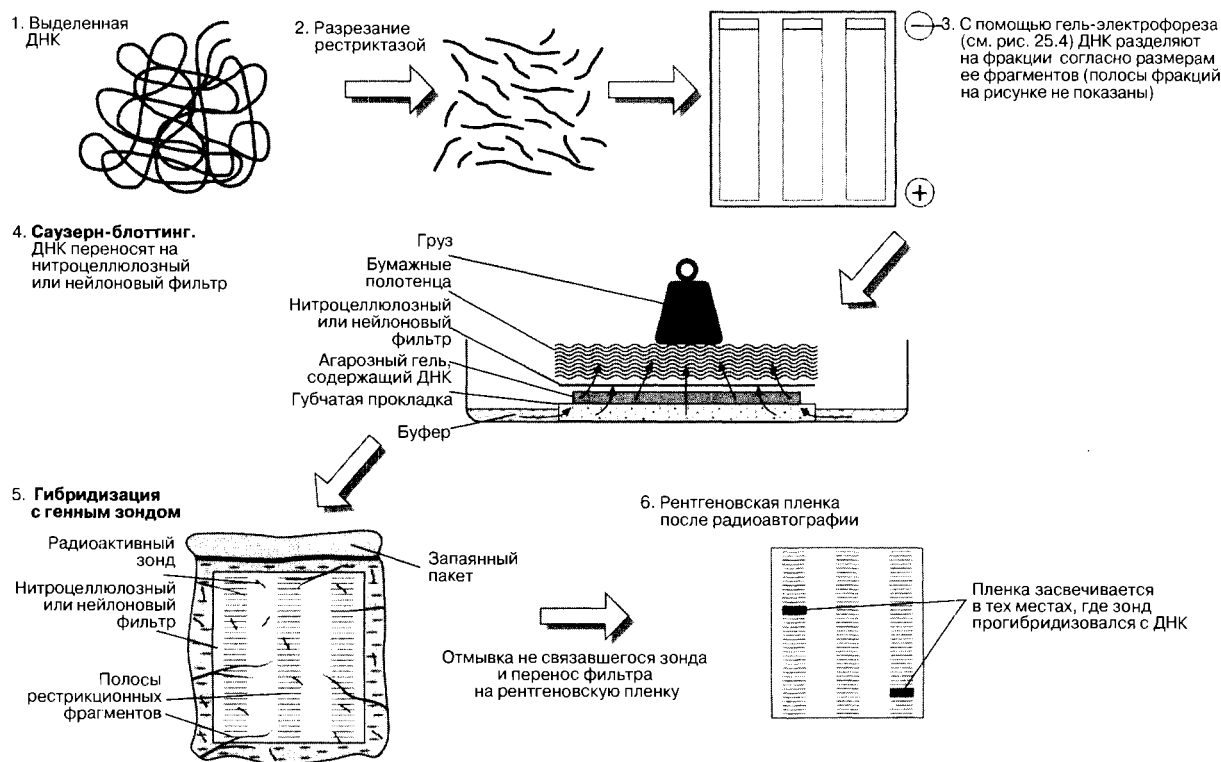 1. Выделенная
ДНК
2. Разрезание
рестриктазой
3. С помощью гель-электрофореза
(см. рис. 25.4) ДНК разделяют
на фракции согласно размерам
ее фрагментов (полосы фракций
на рисунке не показаны)
4. Саузерн-блоттинг.
ДНК переносят на
нитроцеллюлозный
или нейлоновый фильтр
Груз
Бумажные
полотенца
Нитроцеллюлозный
или нейлоновый
фильтр
Агарозный гель,
содержащий ДНК
Губчатая прокладка
Буфер
5. Гибридизация
с генным зондом
Радиоактивный
зонд
Нитроцеллюлозный
или нейлоновый
фильтр
Полосы
рестрикционных
фрагментов
Запаянный
пакет
Отмывка не связавшегося зонда
и перенос фильтра
на рентгеновскую пленку
6. Рентгеновская пленка
после радиоавтографии
Пленка засвечивается
в тех местах, где зонд
прогибридизовался с ДНК